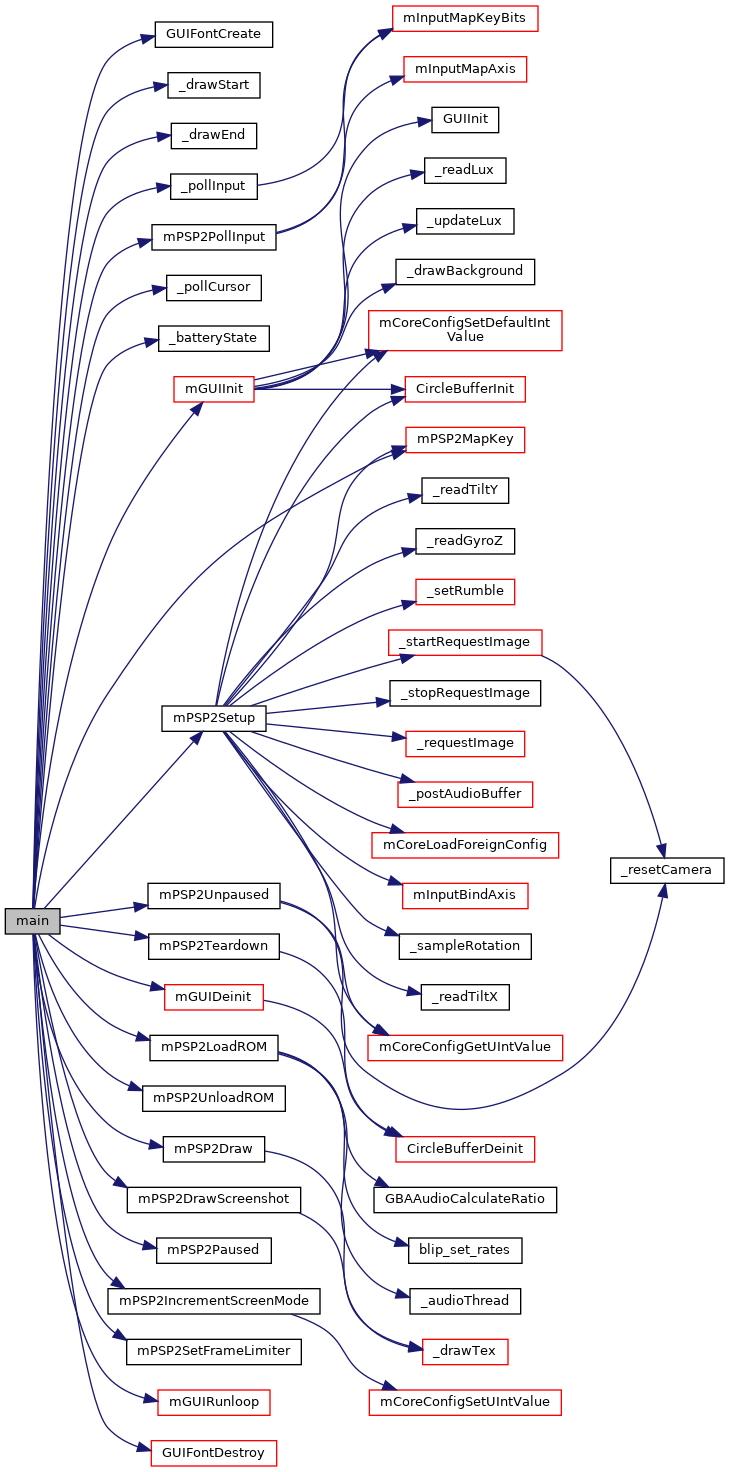 main
GUIFontCreate
_drawStart
_drawEnd
_pollInput
mPSP2PollInput
_pollCursor
_batteryState
mGUIInit
mPSP2Setup
mPSP2Unpaused
mPSP2Teardown
mGUIDeinit
mPSP2LoadROM
mPSP2UnloadROM
mPSP2Draw
mPSP2DrawScreenshot
mPSP2Paused
mPSP2IncrementScreenMode
mPSP2SetFrameLimiter
mGUIRunloop
GUIFontDestroy
mInputMapKeyBits
mInputMapAxis
GUIInit
_readLux
_updateLux
_drawBackground
mCoreConfigSetDefaultInt
Value
CircleBufferInit
mPSP2MapKey
_readTiltY
_readGyroZ
_setRumble
_startRequestImage
_stopRequestImage
_requestImage
_postAudioBuffer
mCoreLoadForeignConfig
mInputBindAxis
_sampleRotation
_readTiltX
mCoreConfigGetUIntValue
CircleBufferDeinit
GBAAudioCalculateRatio
blip_set_rates
_audioThread
_drawTex
mCoreConfigSetUIntValue
_resetCamera